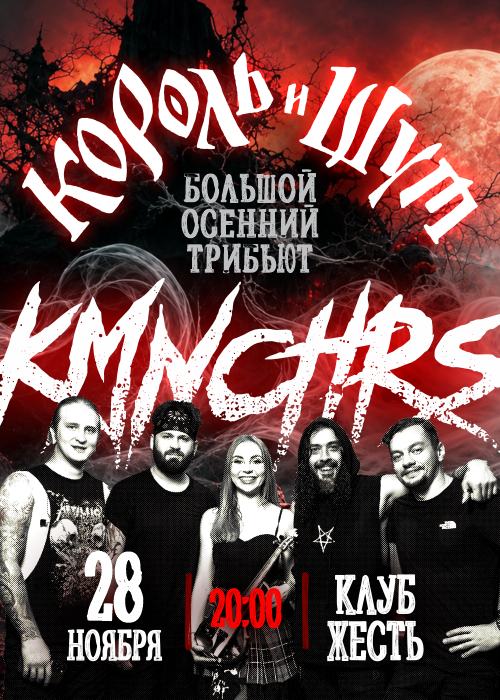 Король и Шут
БОЛЬШОЙ
ОСЕННИЙ
ТРИБЬЮТ
KMNCHRS
28
НОЯБРЯ
20:00
КЛУБ
ЖЕСТЬ